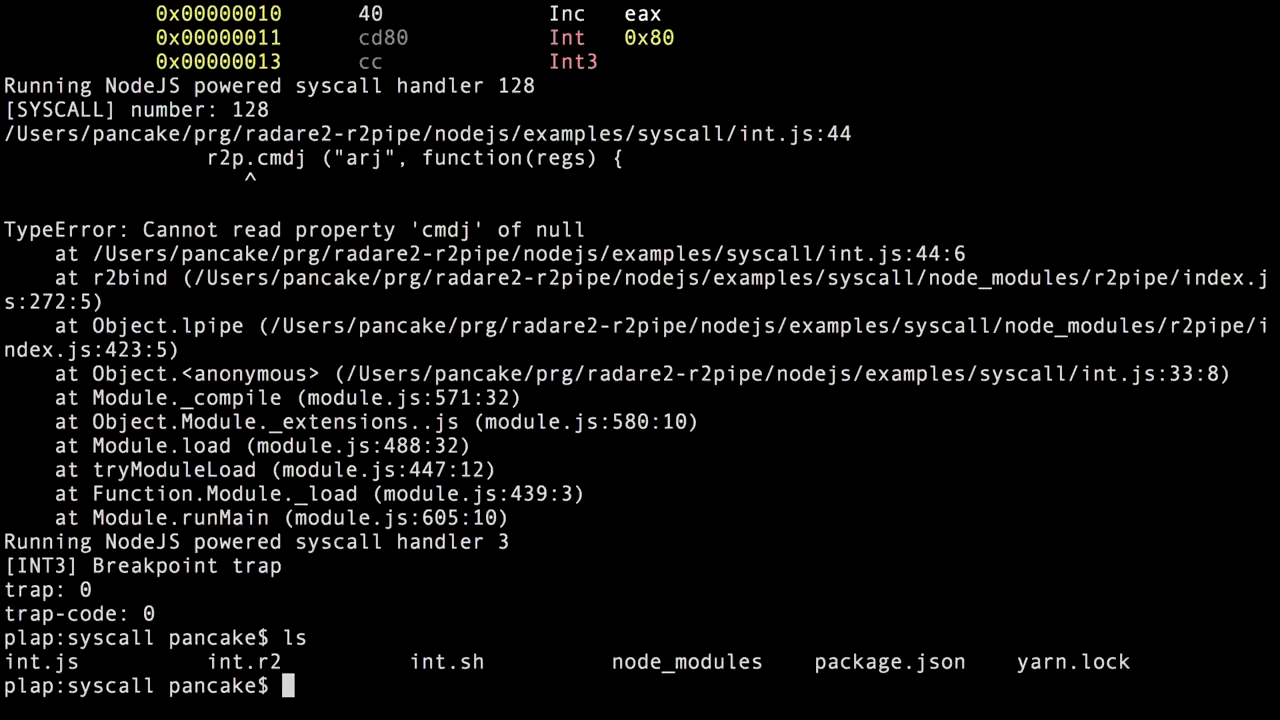 0x00000010 40 Inc eax
0x00000011 cd80 Int 0x80
0x00000013 cc Int3
Running NodeJS powered syscall handler 128
[SYSCALL] number: 128
/Users/pancake/prg/radare2-r2pipe/nodejs/examples/syscall/int.js:44
r2p.cmdj ("arj", function(regs) {
^
TypeError: Cannot read property 'cmdj' of null
at /Users/pancake/prg/radare2-r2pipe/nodejs/examples/syscall/int.js:44:6
at r2bind (/Users/pancake/prg/radare2-r2pipe/nodejs/examples/syscall/node_modules/r2pipe/index.j
s:272:5)
at Object.lpipe (/Users/pancake/prg/radare2-r2pipe/nodejs/examples/syscall/node_modules/r2pipe/i
ndex.js:423:5)
at Object.<anonymous> (/Users/pancake/prg/radare2-r2pipe/nodejs/examples/syscall/int.js:33:8)
at Module._compile (module.js:571:32)
at Object.Module._extensions..js (module.js:580:10)
at Module.load (module.js:488:32)
at tryModuleLoad (module.js:447:12)
at Function.Module._load (module.js:439:3)
at Module.runMain (module.js:605:10)
Running NodeJS powered syscall handler 3
[INT3] Breakpoint trap
trap: 0
trap-code: 0
plap:syscall pancake$ ls
int.js int.r2 int.sh node_modules package.json yarn.lock
plap:syscall pancake$